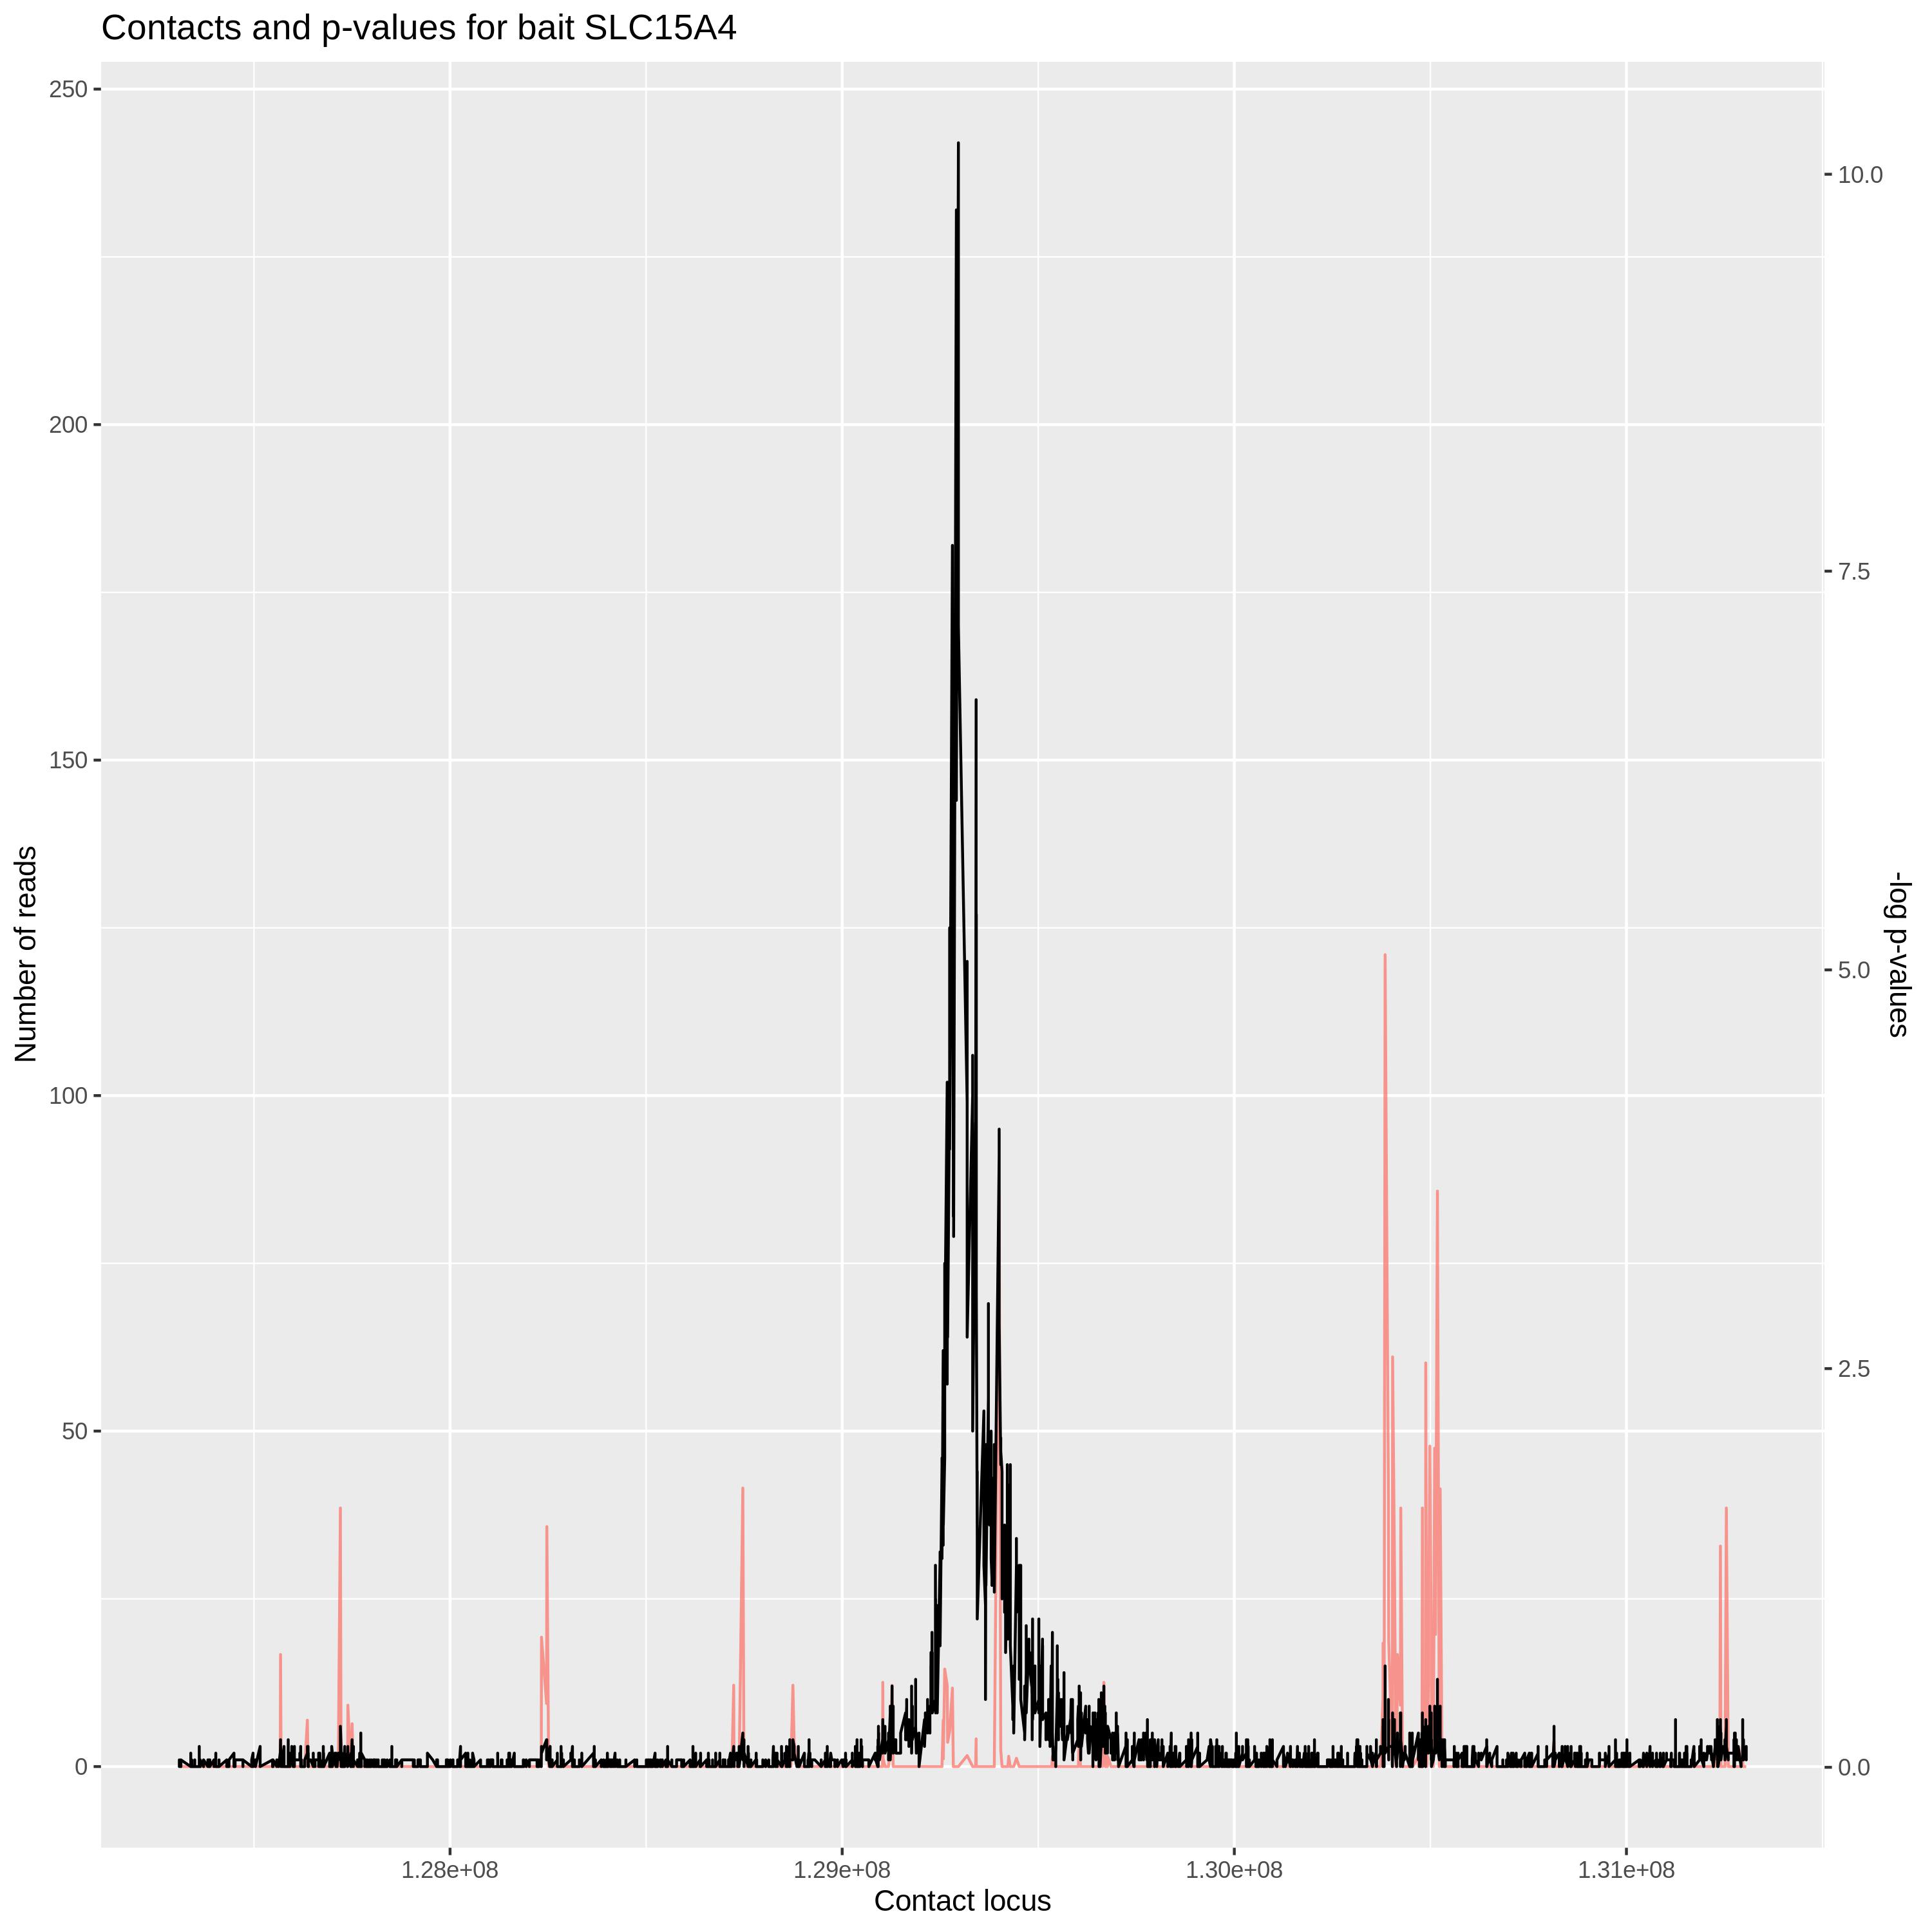 Contacts and p-values for bait SLC15A4
250
200
150
100
50
0
Number of reads
10.0
7.5
5.0
2.5
0.0
-log p-values
1.28e+08 1.29e+08 1.30e+08 1.31e+08
Contact locus